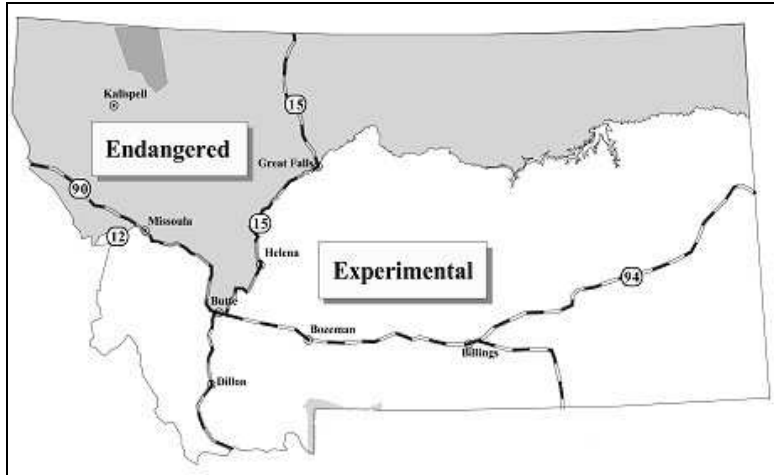 Kalispell
15
Endangered
Great Falls
90
Missoula
12
15
Helena
Experimental
94
Butte
Bozeman
Billings
Dillon